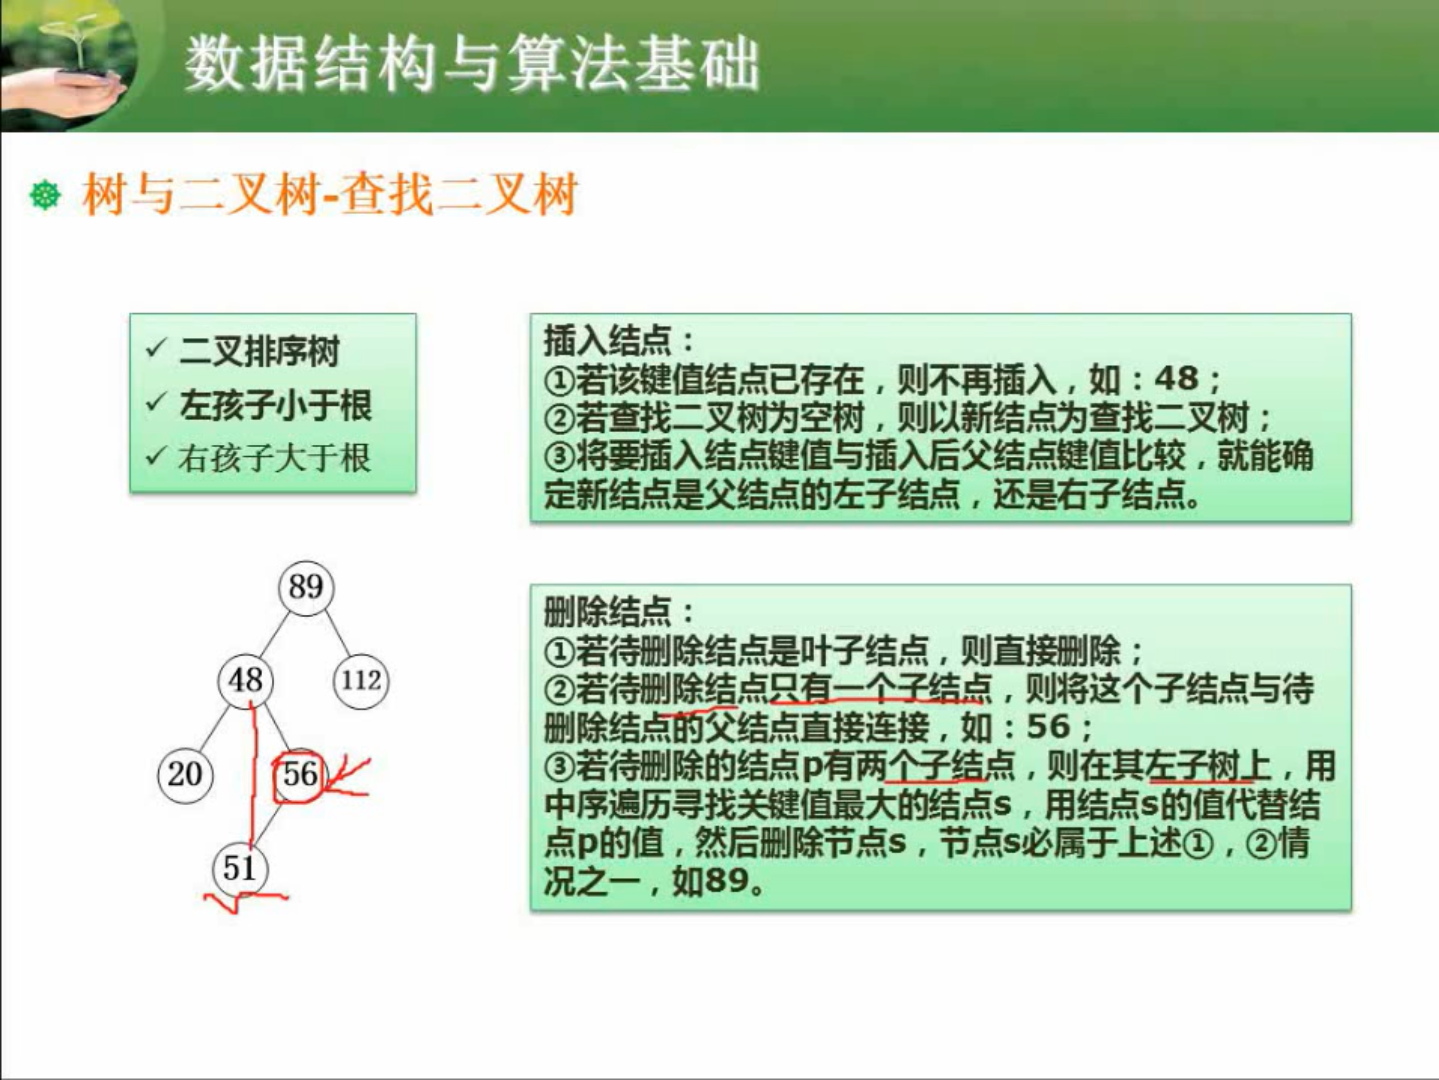 数据结构与算法基础
树与二叉树-查找二叉树
二叉排序树
左孩子小于根
右孩子大于根
插入结点：
①若该键值结点已存在，则不再插入，如：48；
②若查找二叉树为空树，则以新结点为查找二叉树；
③将要插入结点键值与插入后父结点键值比较，就能确
定新结点是父结点的左子结点，还是右子结点。
89
48
112
20
56
51
删除结点：
①若待删除结点是叶子结点，则直接删除；
②若待删除结点只有一个子结点，则将这个子结点与待
删除结点的父结点直接连接，如：56；
③若待删除的结点p有两个子结点，则在其左子树上，用
中序遍历寻找关键值最大的结点s，用结点s的值代替结
点p的值，然后删除节点s，节点s必属于上述①，②情
况之一，如89。